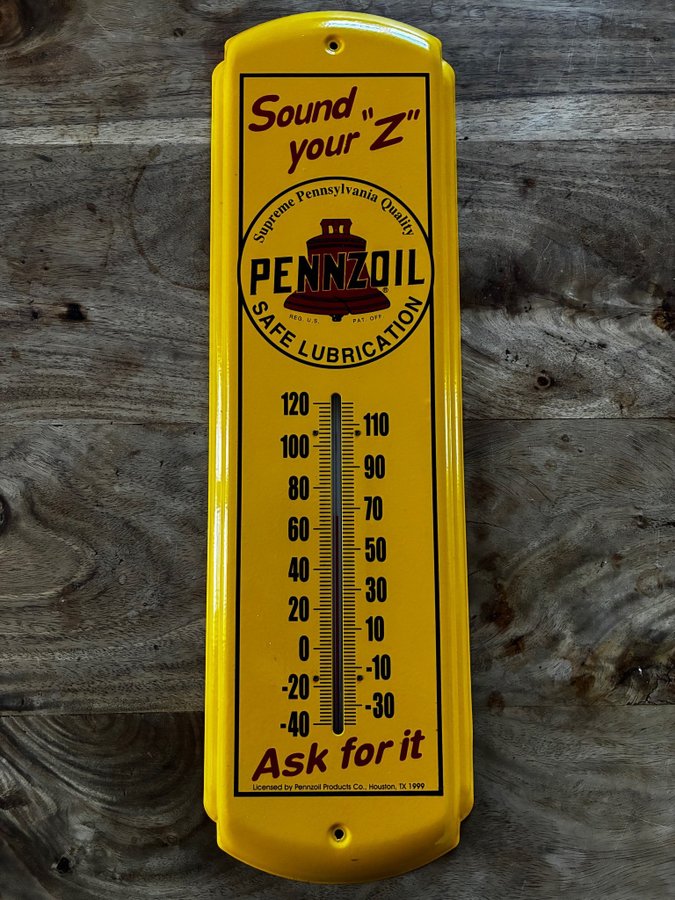 Sound
your "Z"
Supreme Pennsylvania Quality
PENNZOIL®
REG. U.S. PAT. OFF
SAFE LUBRICATION
120
110
100
90
80
70
60
50
40
30
20
10
0
-10
-20
-30
-40
Ask for it
Licensed by Pennzoil Products Co., Houston, TX 1999